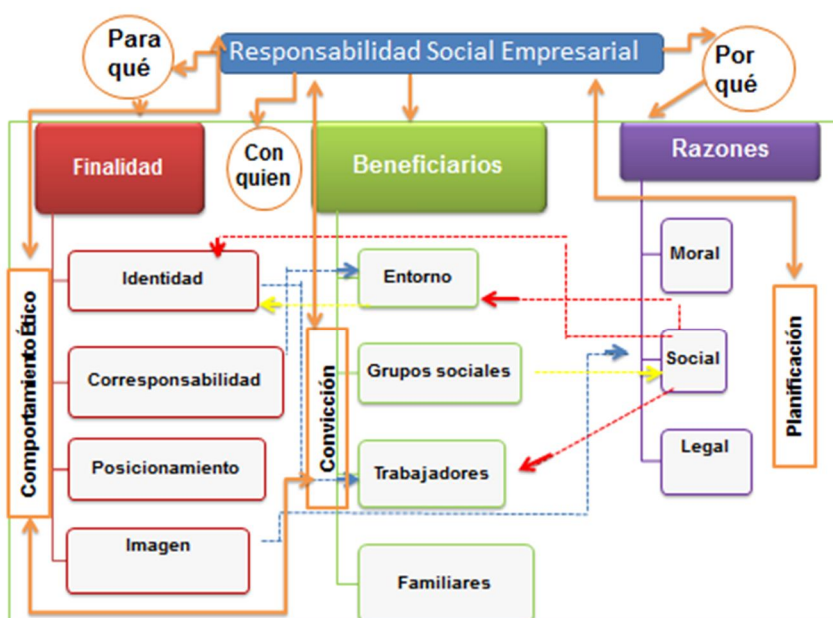 Responsabilidad Social Empresarial
Para
qué
Por
qué
Con
quien
Finalidad
Beneficiarios
Razones
Identidad
Corresponsabilidad
Posicionamiento
Imagen
Entorno
Grupos sociales
Trabajadores
Familiares
Moral
Social
Legal
Comportamiento Ético
Convicción
Planificación